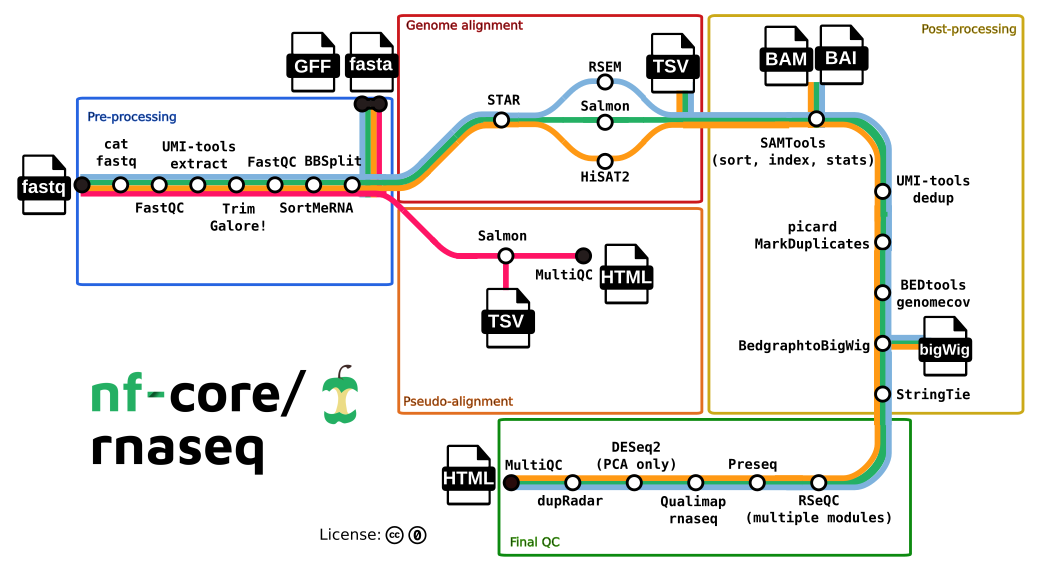 GFF
fasta
Genome alignment
TSV
BAM
BAI
Post-processing
Pre-processing
cat
fastq
UMI-tools
extract
FastQC
BBSplit
fastq
FastQC
Trim
Galore!
SortMeRNA
STAR
RSEM
Salmon
HiSAT2
SAMTools
(sort, index, stats)
UMI-tools
dedup
picard
MarkDuplicates
BEDtools
genomecov
BedgraphtoBigWig
bigWig
StringTie
Salmon
MultiQC
HTML
TSV
Pseudo-alignment
nf-core/
rnaseq
HTML
MultiQC
dupRadar
DESeq2
(PCA only)
Qualimap
rnaseq
Preseq
RSeQC
(multiple modules)
Final QC
License: cc 0